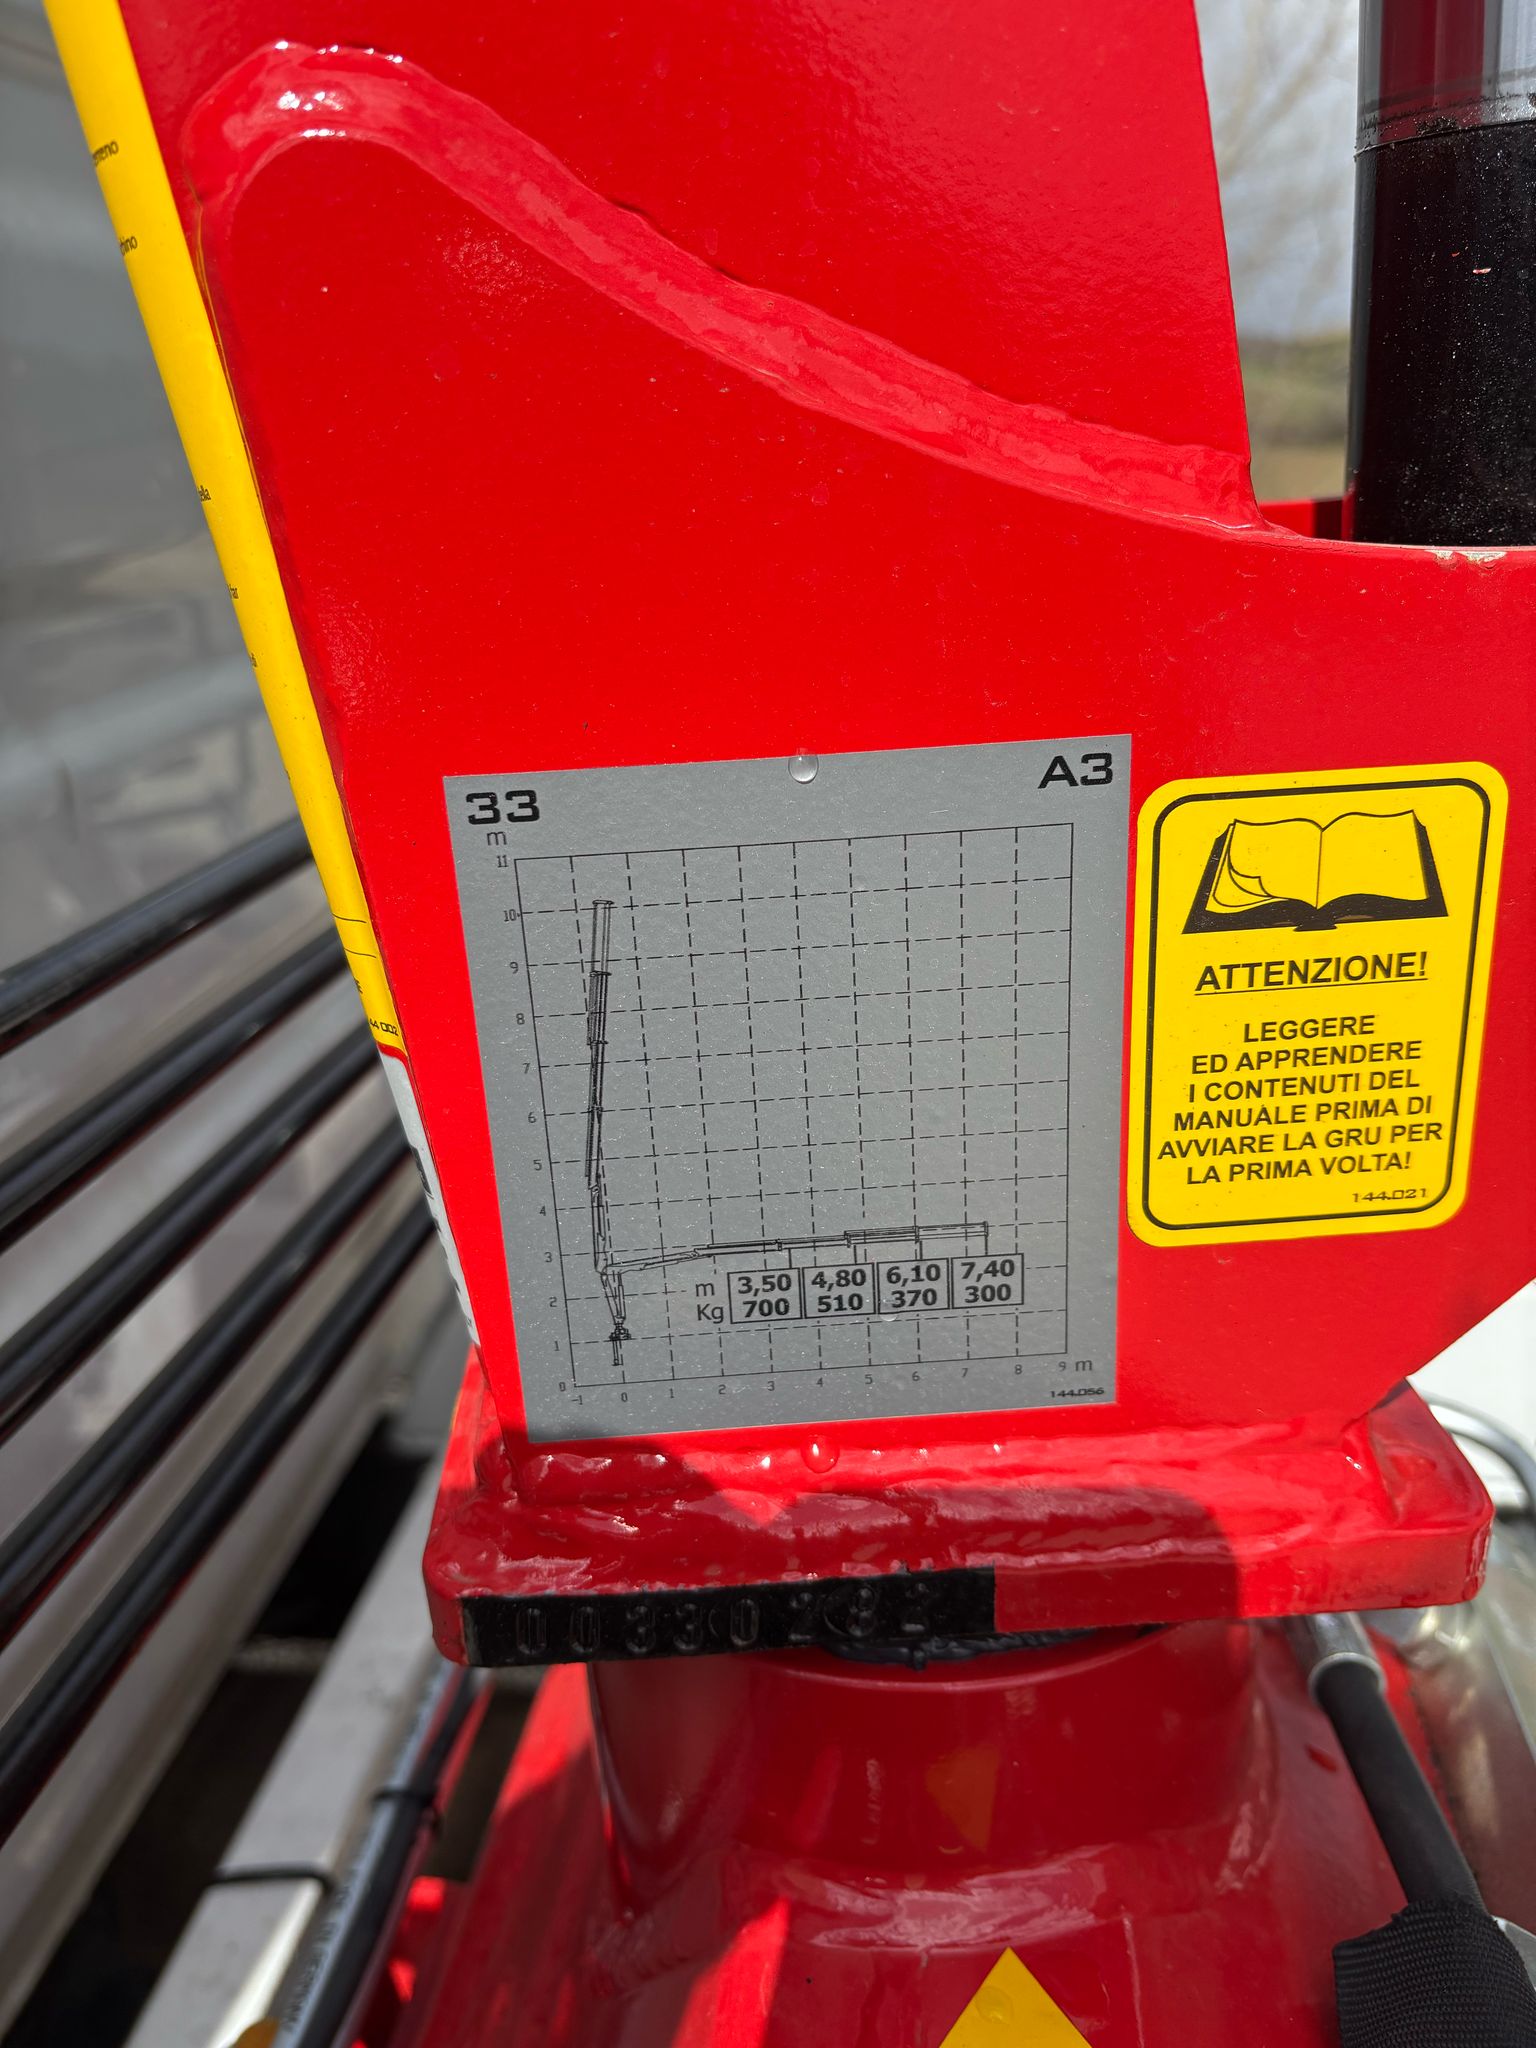 33
A3
m
11
10
9
8
7
6
5
4
3
2
1
0
m 3,50 4,80 6,10 7,40
Kg 700 510 370 300
-1 0 1 2 3 4 5 6 7 8 9 m
144.056
ATTENZIONE!
LEGGERE
ED APPRENDERE
I CONTENUTI DEL
MANUALE PRIMA DI
AVVIARE LA GRU PER
LA PRIMA VOLTA!
144.021
00330282